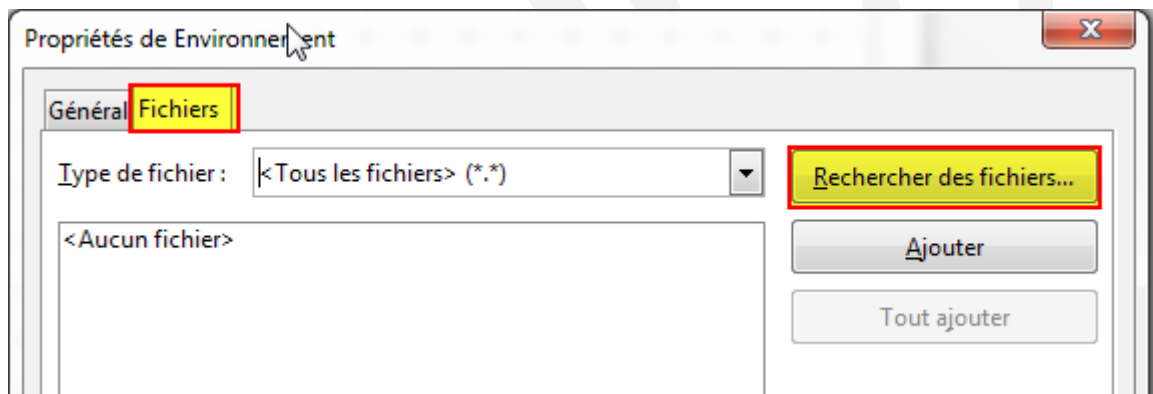 Propriétés de Environnement
Général Fichiers
Type de fichier : <Tous les fichiers> (*.*) Rechercher des fichiers...
<Aucun fichier> Ajouter
Tout ajouter